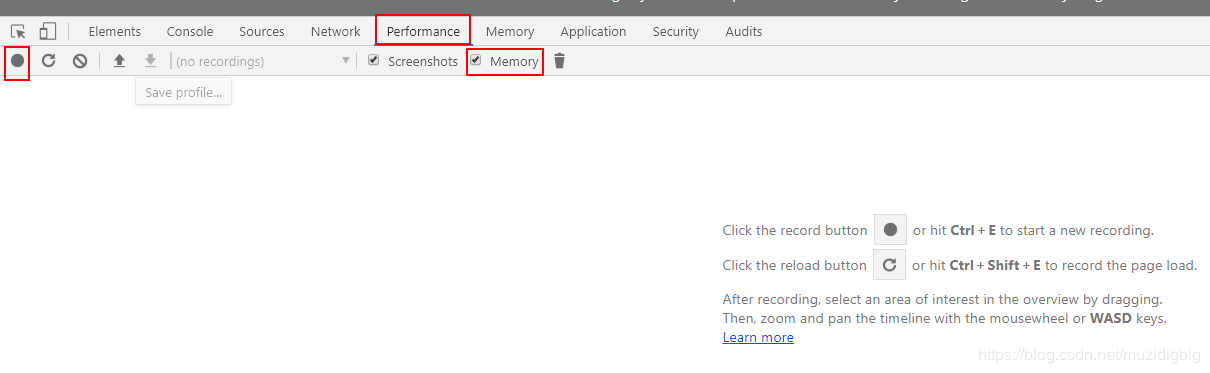 Elements Console Sources Network Performance Memory Application Security Audits
(no recordings) Screenshots Memory
Save profile...
Click the record button or hit Ctrl + E to start a new recording.
Click the reload button or hit Ctrl + Shift + E to record the page load.
After recording, select an area of interest in the overview by dragging.
Then, zoom and pan the timeline with the mousewheel or WASD keys.
Learn more
https://blog.csdn.net/muzidigbig